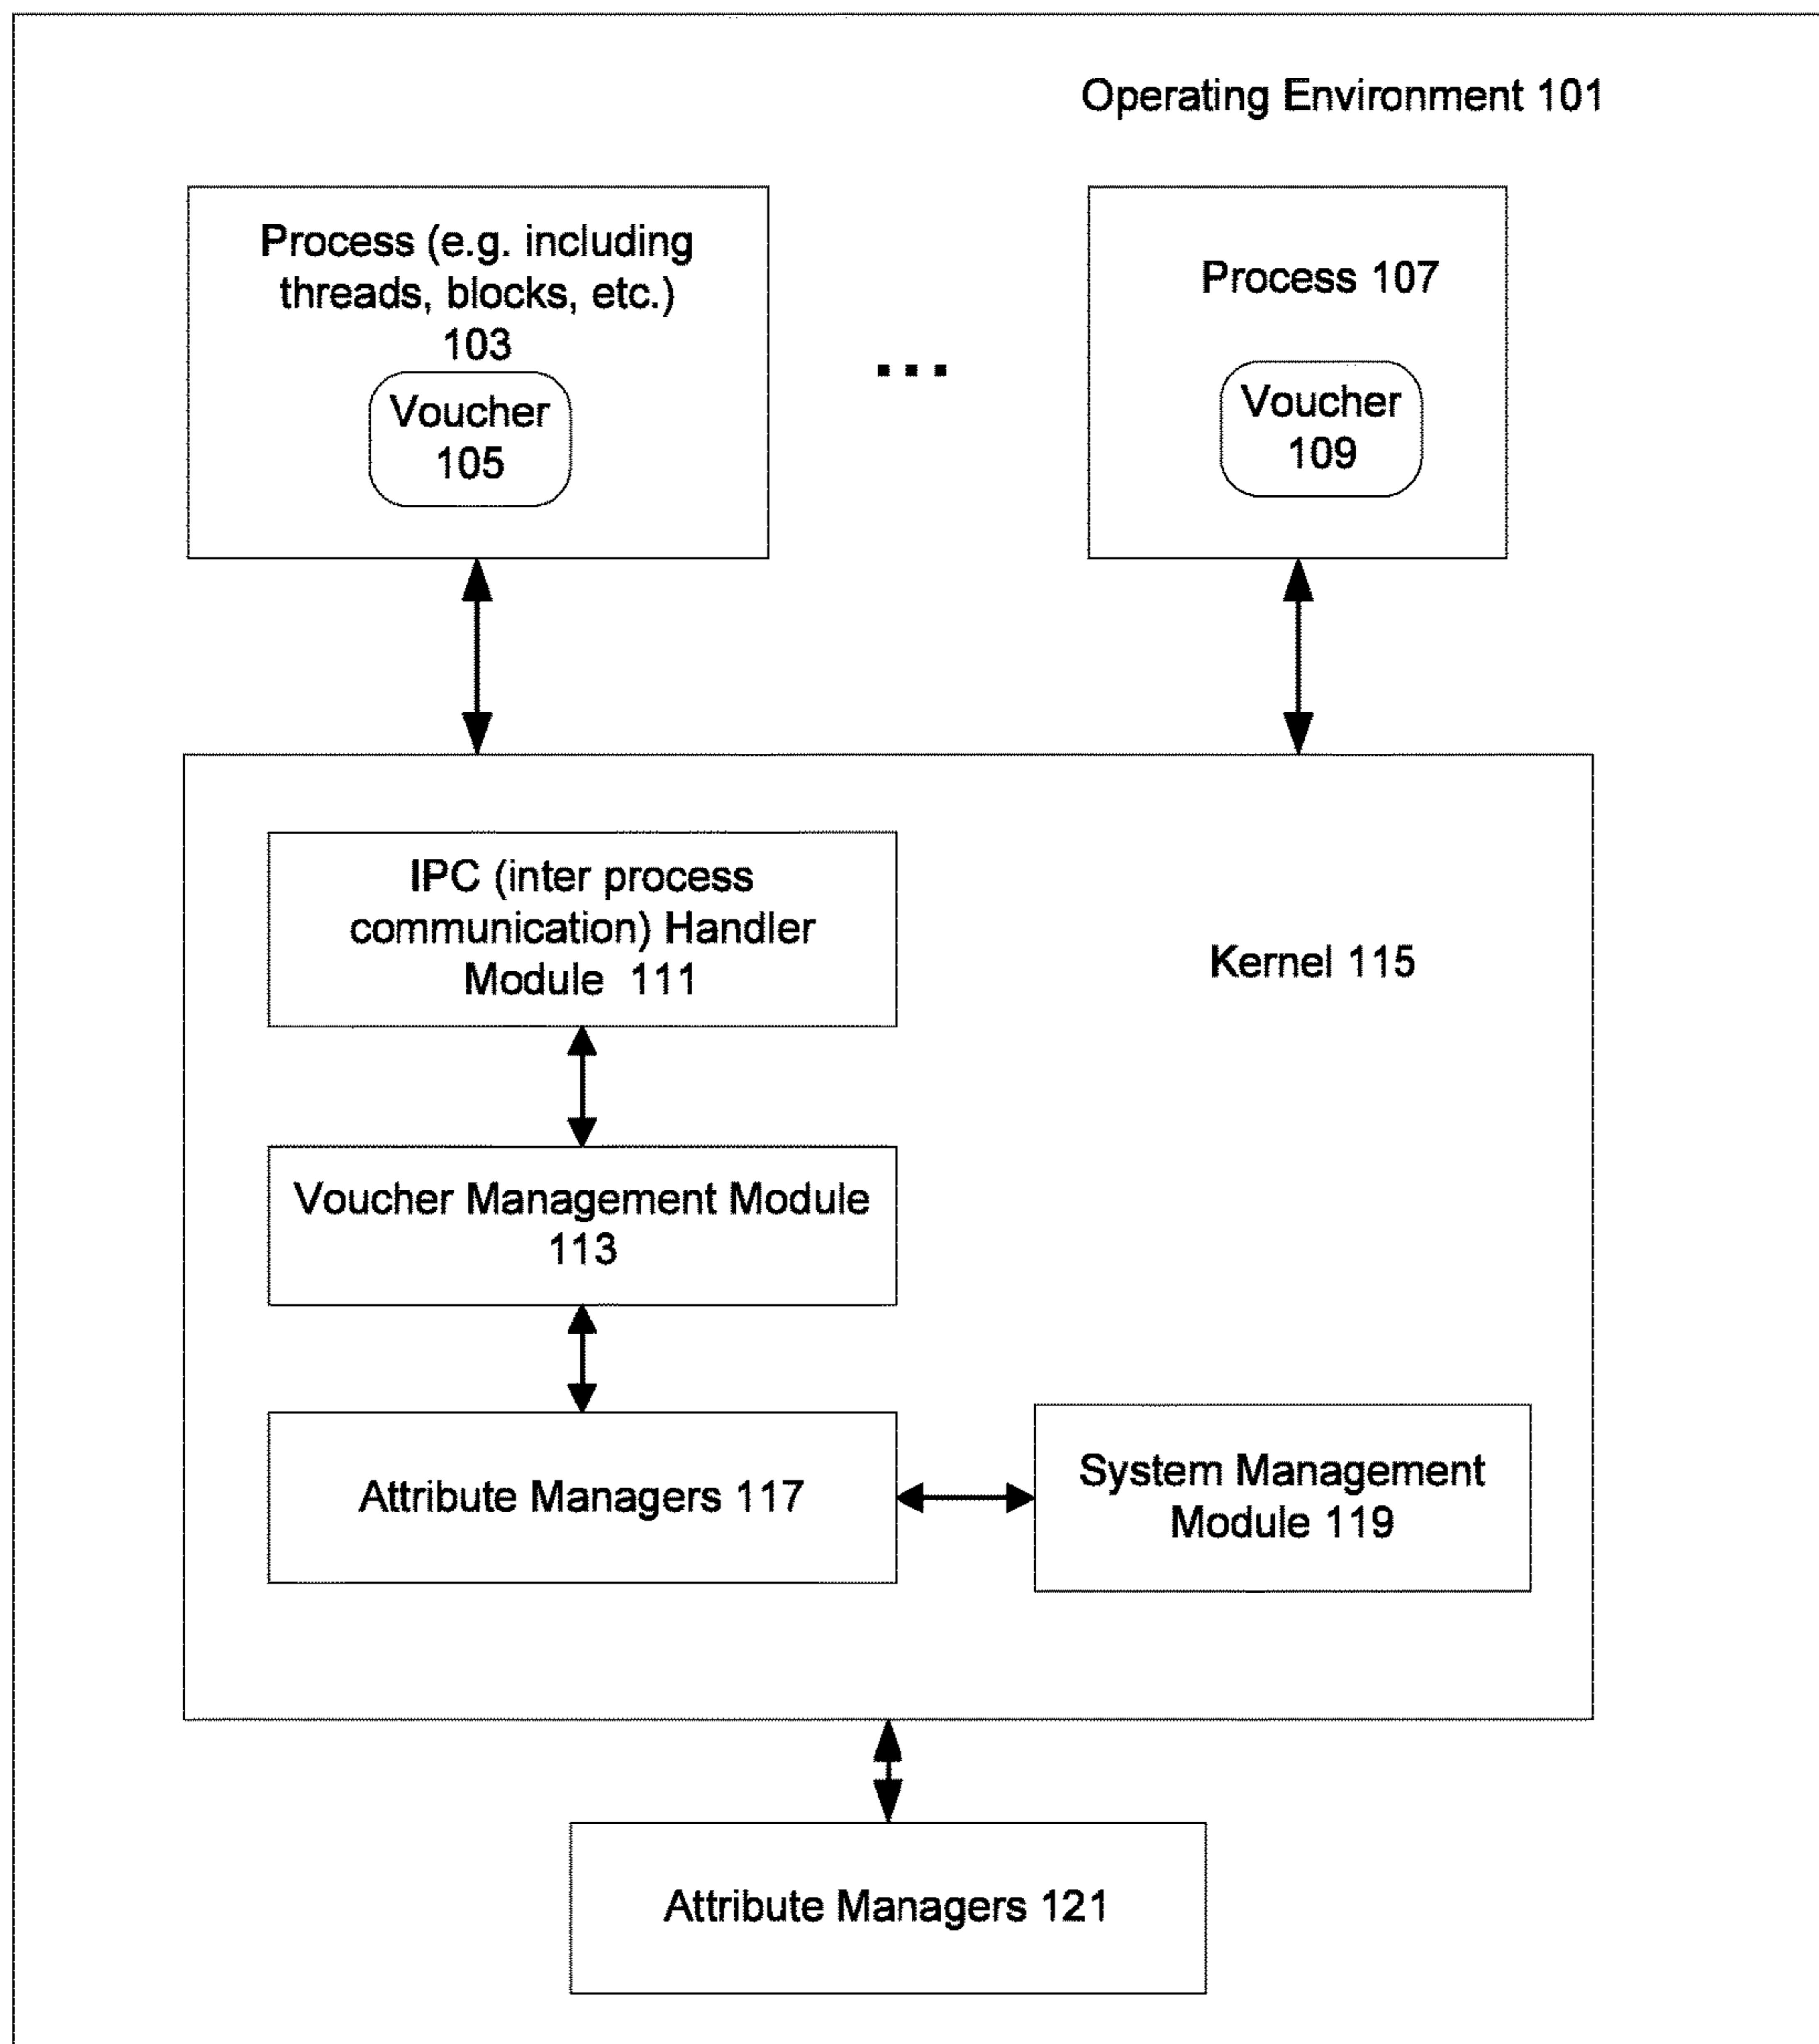 Operating Environment 101
Process (e.g. including
threads, blocks, etc.)
103
Voucher
105
...
Process 107
Voucher
109
IPC (inter process
communication) Handler
Module 111
Kernel 115
Voucher Management Module
113
Attribute Managers 117
System Management
Module 119
Attribute Managers 121